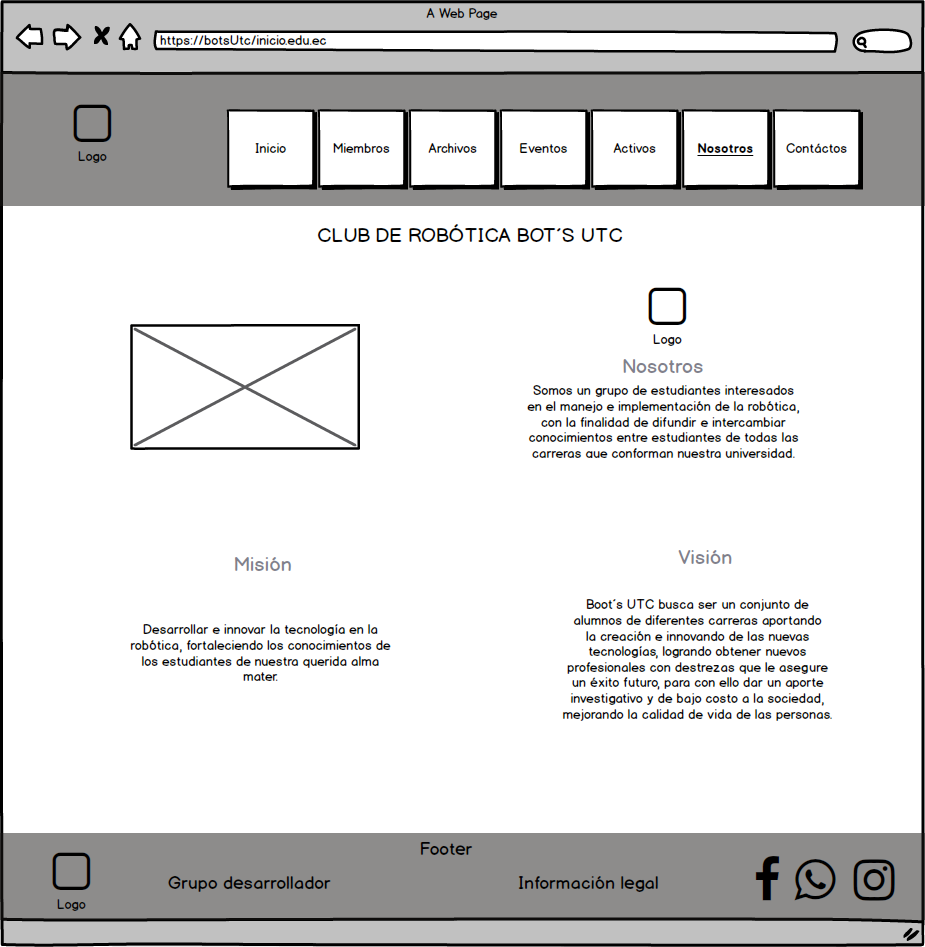 A Web Page
https://botsUtc/inicio.edu.ec
Logo
Inicio
Miembros
Archivos
Eventos
Activos
Nosotros
Contáctos
CLUB DE ROBÓTICA BOT´S UTC
Logo
Nosotros
Somos un grupo de estudiantes interesados
en el manejo e implementación de la robótica,
con la finalidad de difundir e intercambiar
conocimientos entre estudiantes de todas las
carreras que conforman nuestra universidad.
Misión
Desarrollar e innovar la tecnología en la
robótica, fortaleciendo los conocimientos de
los estudiantes de nuestra querida alma
mater.
Visión
Boot´s UTC busca ser un conjunto de
alumnos de diferentes carreras aportando
la creación e innovando de las nuevas
tecnologías, logrando obtener nuevos
profesionales con destrezas que le asegure
un éxito futuro, para con ello dar un aporte
investigativo y de bajo costo a la sociedad,
mejorando la calidad de vida de las personas.
Footer
Logo
Grupo desarrollador
Información legal